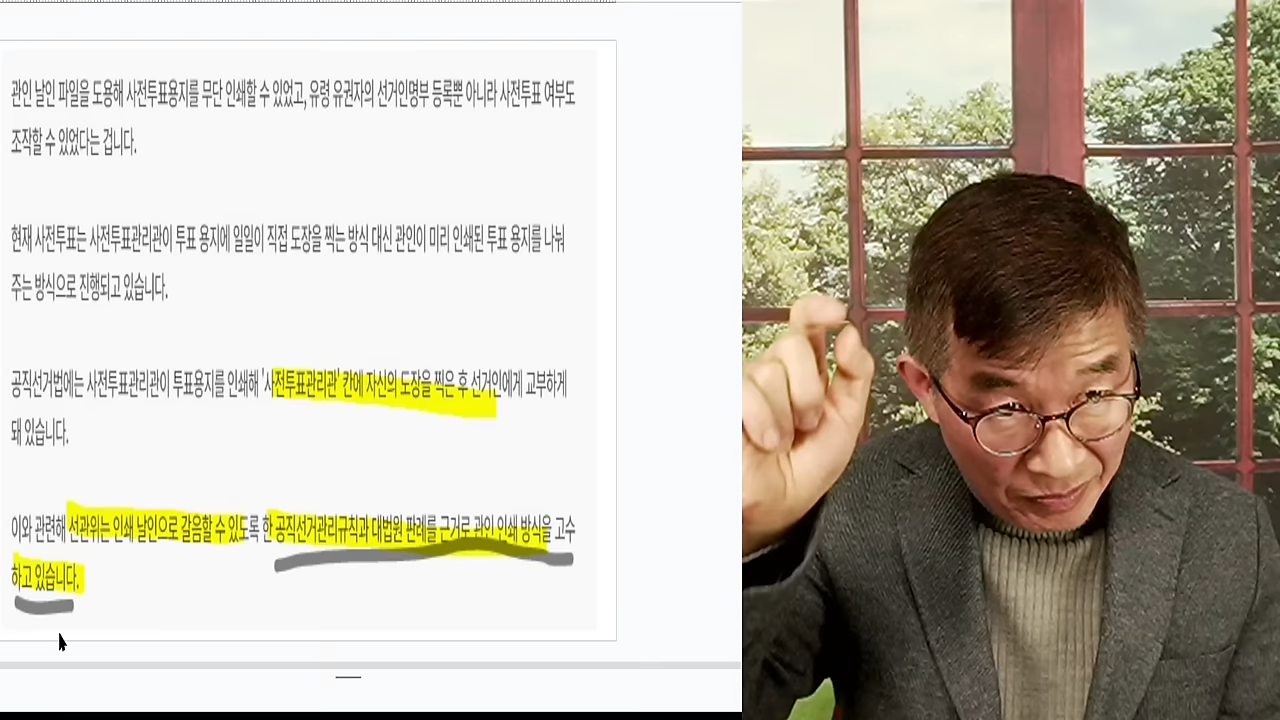 관인 날인 파일을 도용해 사전투표용지를 무단 인쇄할 수 있었고, 유령 유권자의 선거인명부 등록뿐 아니라 사전투표 여부도
조작할 수 있었다는 겁니다.
현재 사전투표는 사전투표관리관이 투표 용지에 일일이 직접 도장을 찍는 방식 대신 관인이 미리 인쇄된 투표 용지를 나눠
주는 방식으로 진행되고 있습니다.
공직선거법에는 사전투표관리관이 투표용지를 인쇄해 '사전투표관리관' 칸에 자신의 도장을 찍은 후 선거인에게 교부하게
돼 있습니다.
이와 관련해 선관위는 인쇄 날인으로 갈음할 수 있도록 한 공직선거관리규칙과 대법원 판례를 근거로 관인 인쇄 방식을 고수
하고 있습니다.